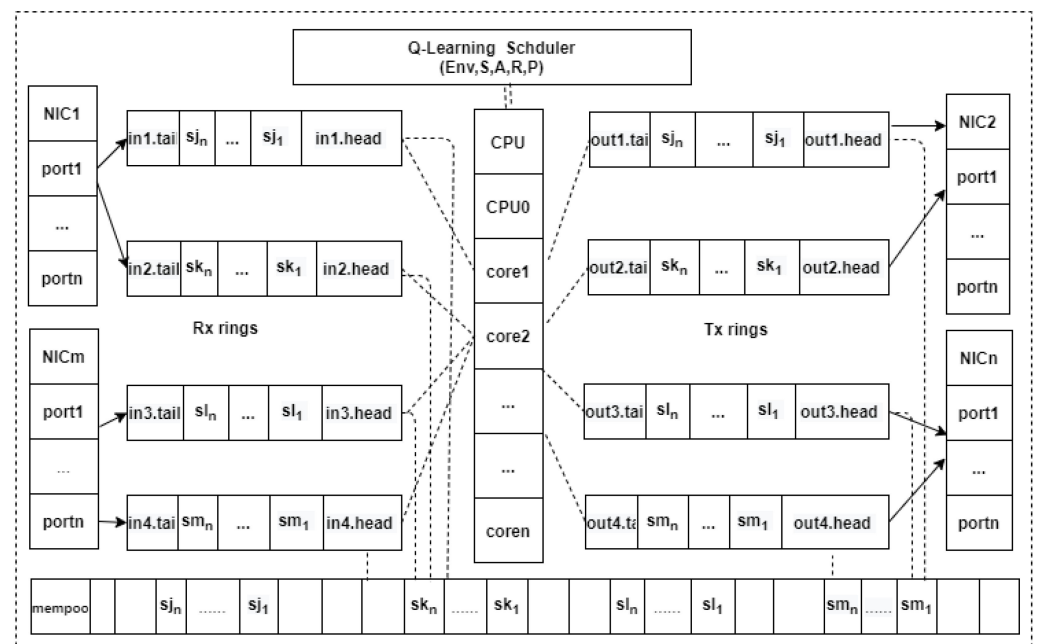 Q-Learning Schduler
(Env,S,A,R,P)
NIC1
port1
...
portn
in1.tail sjn ... sj1 in1.head
in2.tail skn ... sk1 in2.head
Rx rings
NICm
port1
...
portn
in3.tail sln ... sl1 in3.head
in4.tai smn ... sm1 in4.head
CPU
CPU0
core1
core2
...
...
coren
out1.tai sjn ... sj1 out1.head
out2.tai skn ... sk1 out2.head
Tx rings
out3.tai sln ... sl1 out3.head
out4.ta smn ... sm1 out4.head
NIC2
port1
...
portn
NICn
port1
...
portn
mempoo sjn ...... sj1 skn ...... sk1 sln ...... sl1 smn ...... sm1